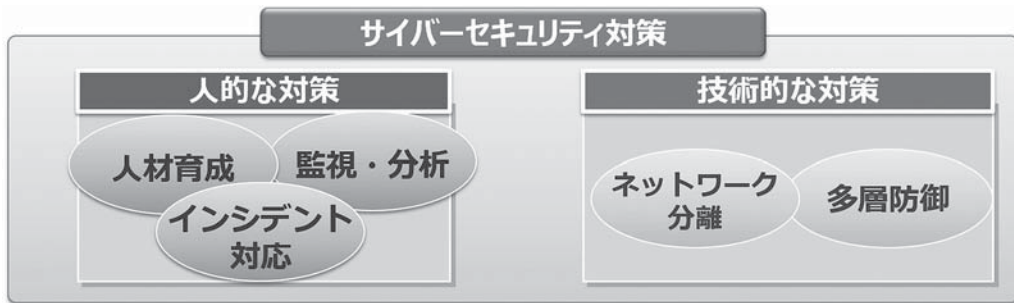 サイバーセキュリティ対策
人的な対策
人材育成
監視・分析
インシデント
対応
技術的な対策
ネットワーク
分離
多層防御